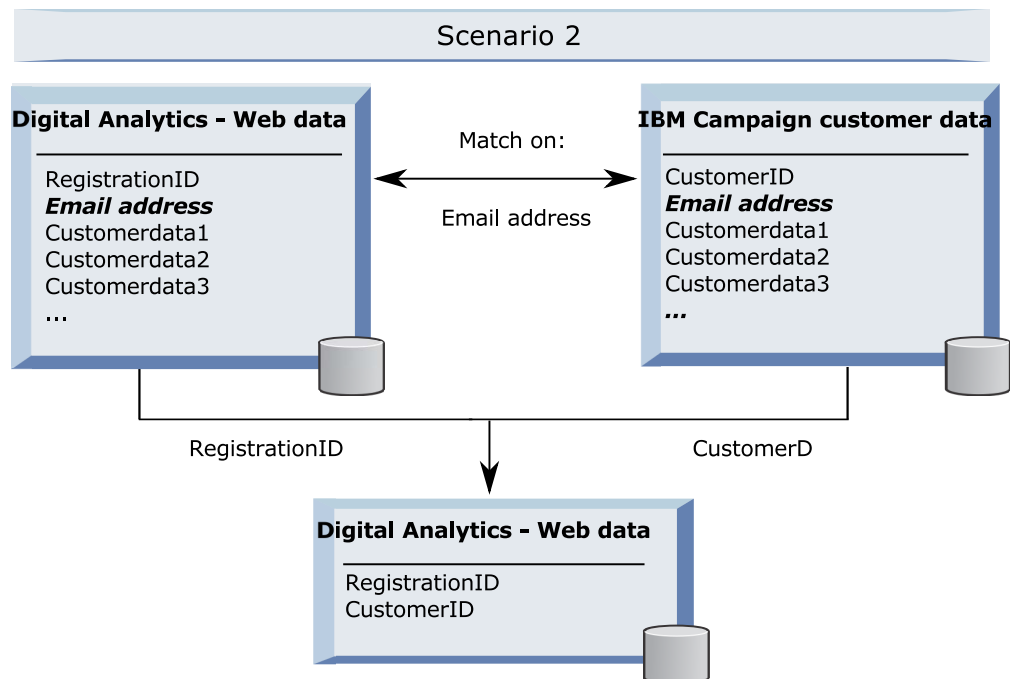 Scenario 2
Digital Analytics - Web data
RegistrationID
Email address
Customerdata1
Customerdata2
Customerdata3
...
Match on:
Email address
IBM Campaign customer data
CustomerID
Email address
Customerdata1
Customerdata2
Customerdata3
...
RegistrationID
CustomerD
Digital Analytics - Web data
RegistrationID
CustomerID